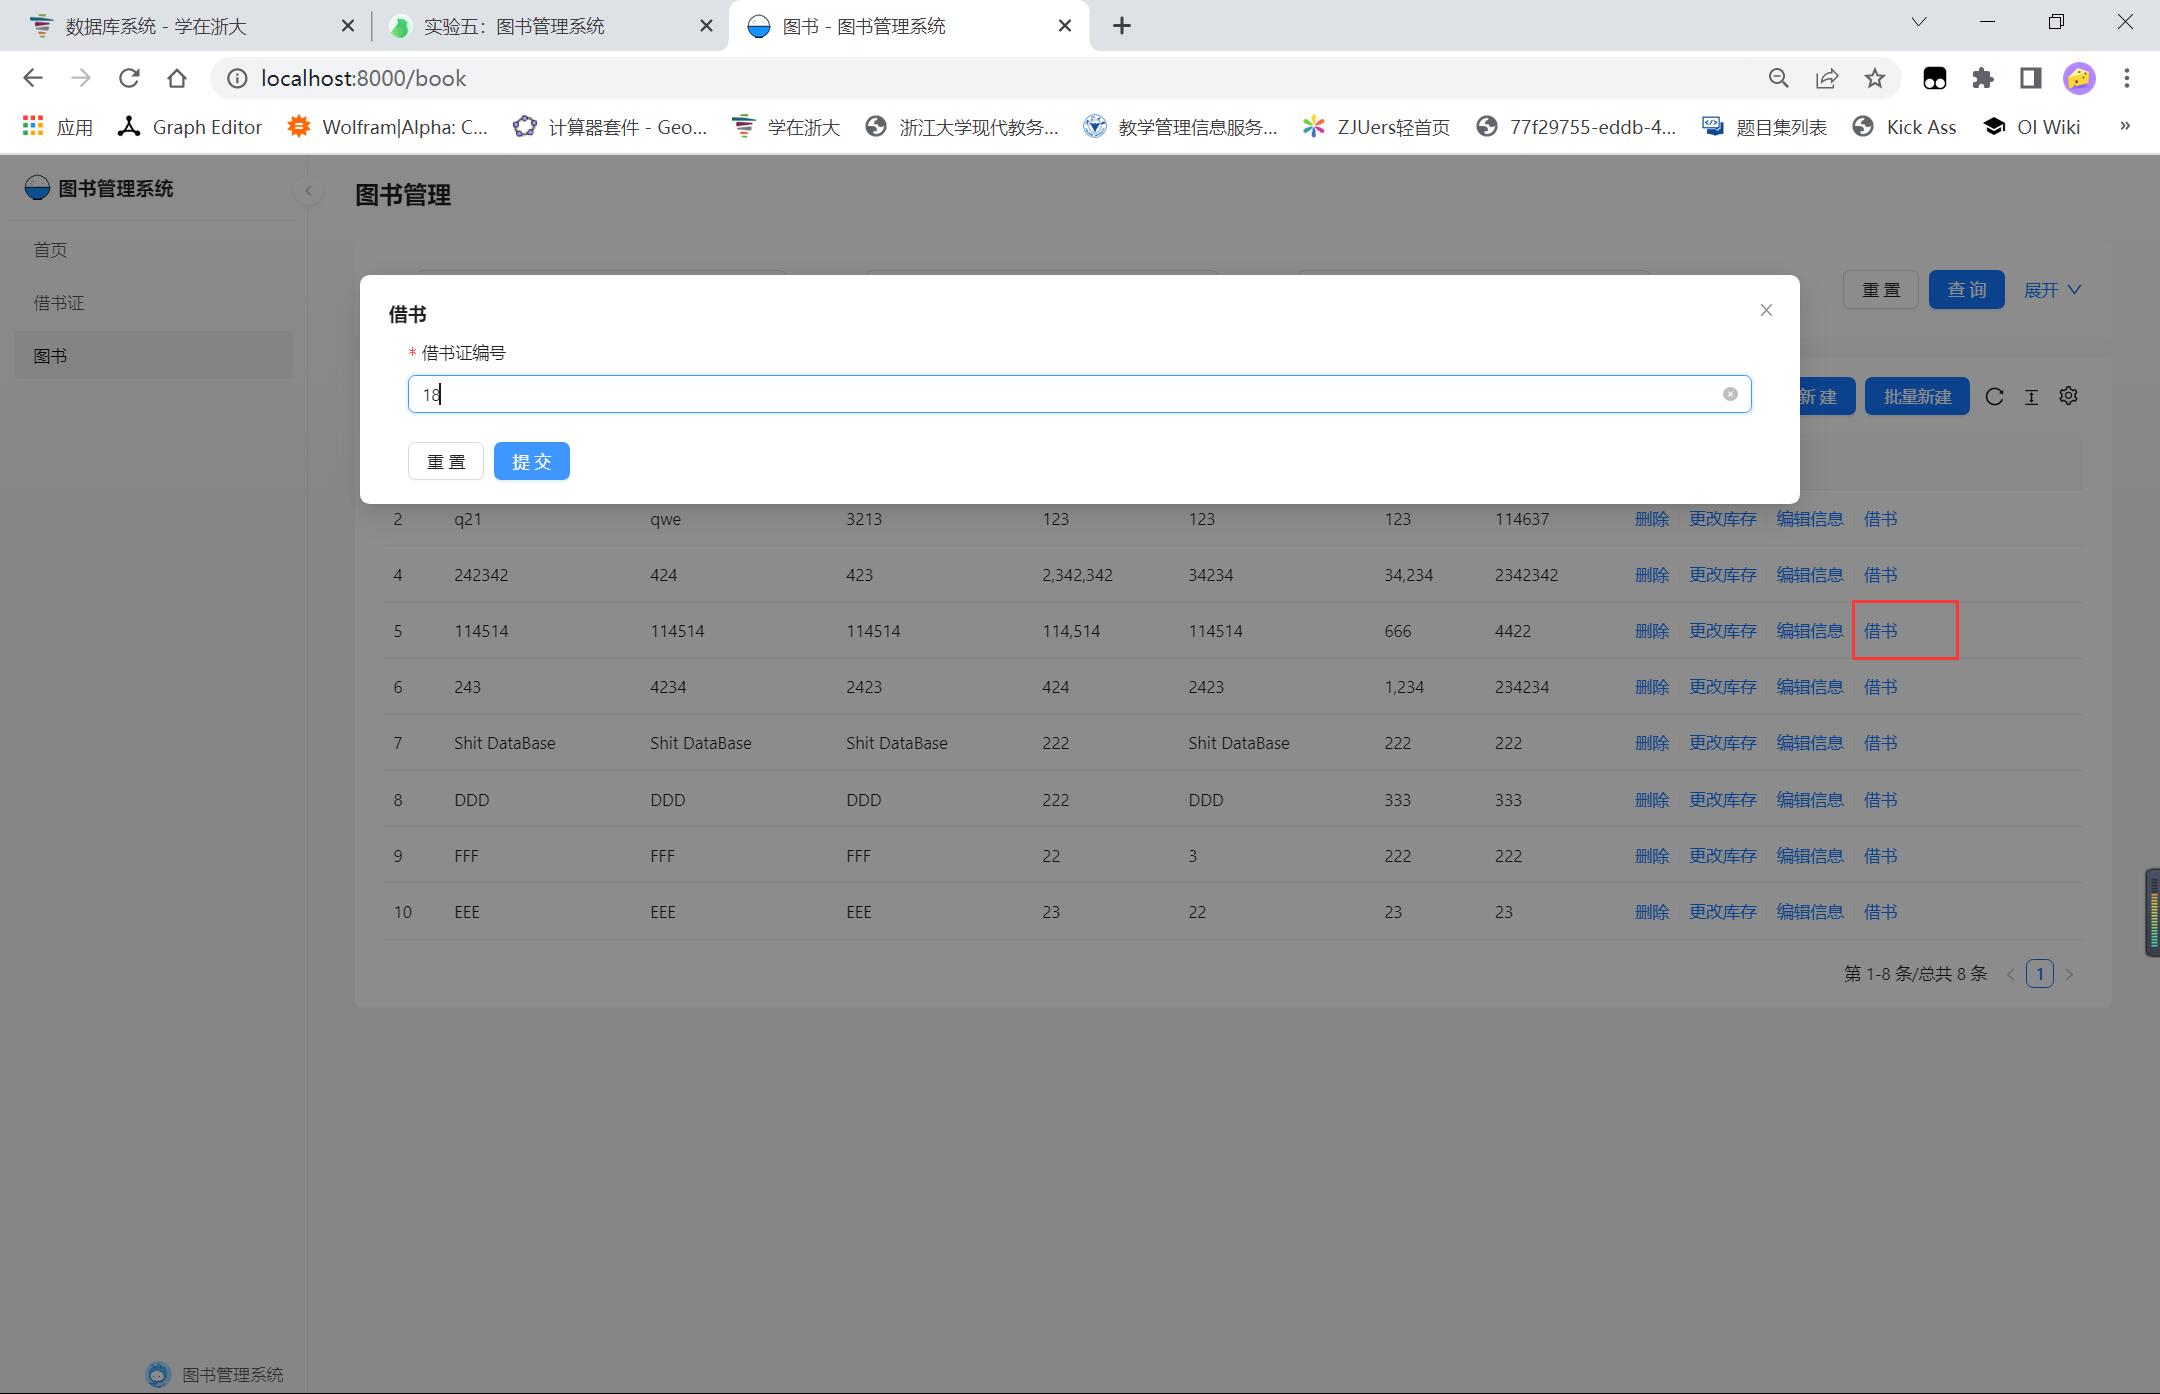 数据库系统 - 学在浙大
实验五：图书管理系统
图书 - 图书管理系统
localhost:8000/book
应用
Graph Editor
Wolfram|Alpha: C...
计算器套件 - Geo...
学在浙大
浙江大学现代教务...
教学管理信息服务...
ZJUers轻首页
77f29755-eddb-4...
题目集列表
Kick Ass
OI Wiki
»
图书管理系统
图书管理
首页
借书证
图书
重 置 查 询 展开
借书
* 借书证编号
18
重 置 提 交
新 建 批量新建
2 q21 qwe 3213 123 123 123 114637 删除 更改库存 编辑信息 借书
4 242342 424 423 2,342,342 34234 34,234 2342342 删除 更改库存 编辑信息 借书
5 114514 114514 114514 114,514 114514 666 4422 删除 更改库存 编辑信息 借书
6 243 4234 2423 424 2423 1,234 234234 删除 更改库存 编辑信息 借书
7 Shit DataBase Shit DataBase Shit DataBase 222 Shit DataBase 222 222 删除 更改库存 编辑信息 借书
8 DDD DDD DDD 222 DDD 333 333 删除 更改库存 编辑信息 借书
9 FFF FFF FFF 22 3 222 222 删除 更改库存 编辑信息 借书
10 EEE EEE EEE 23 22 23 23 删除 更改库存 编辑信息 借书
第 1-8 条/总共 8 条 < 1 >
图书管理系统